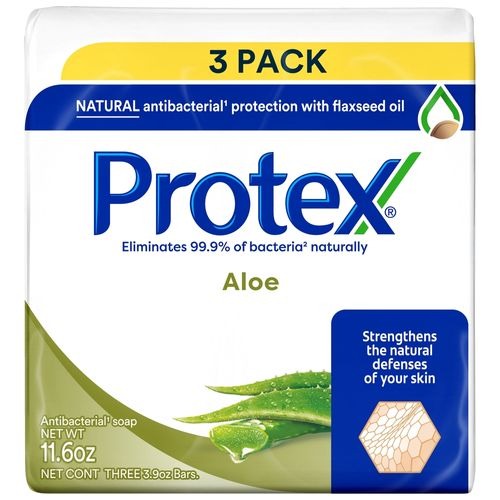 3 PACK
NATURAL antibacterial¹ protection with flaxseed oil
Protex®
Eliminates 99.9% of bacteria² naturally
Aloe
Strengthens
the natural
defenses
of your skin
Antibacterial¹ soap
NET WT
11.6oz
NET CONT THREE 3.9oz Bars.